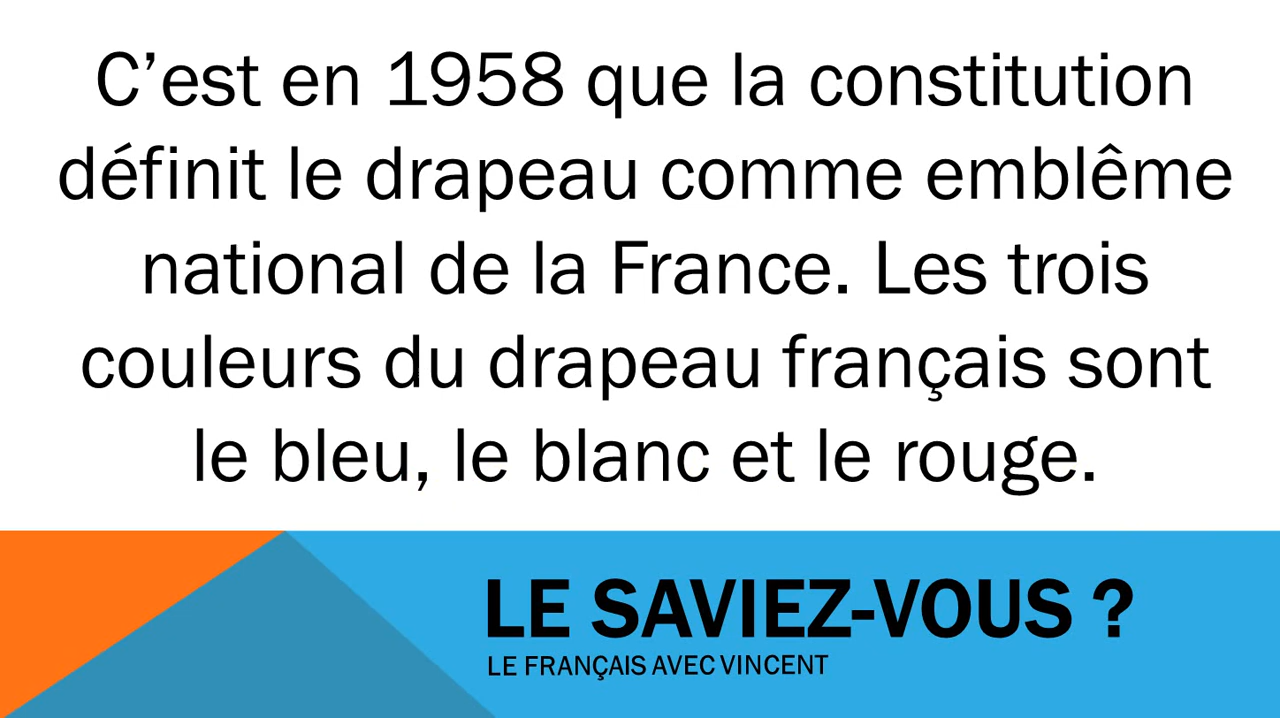 C’est en 1958 que la constitution
définit le drapeau comme emblême
national de la France. Les trois
couleurs du drapeau français sont
le bleu, le blanc et le rouge.
LE SAVIEZ-VOUS ?
LE FRANÇAIS AVEC VINCENT